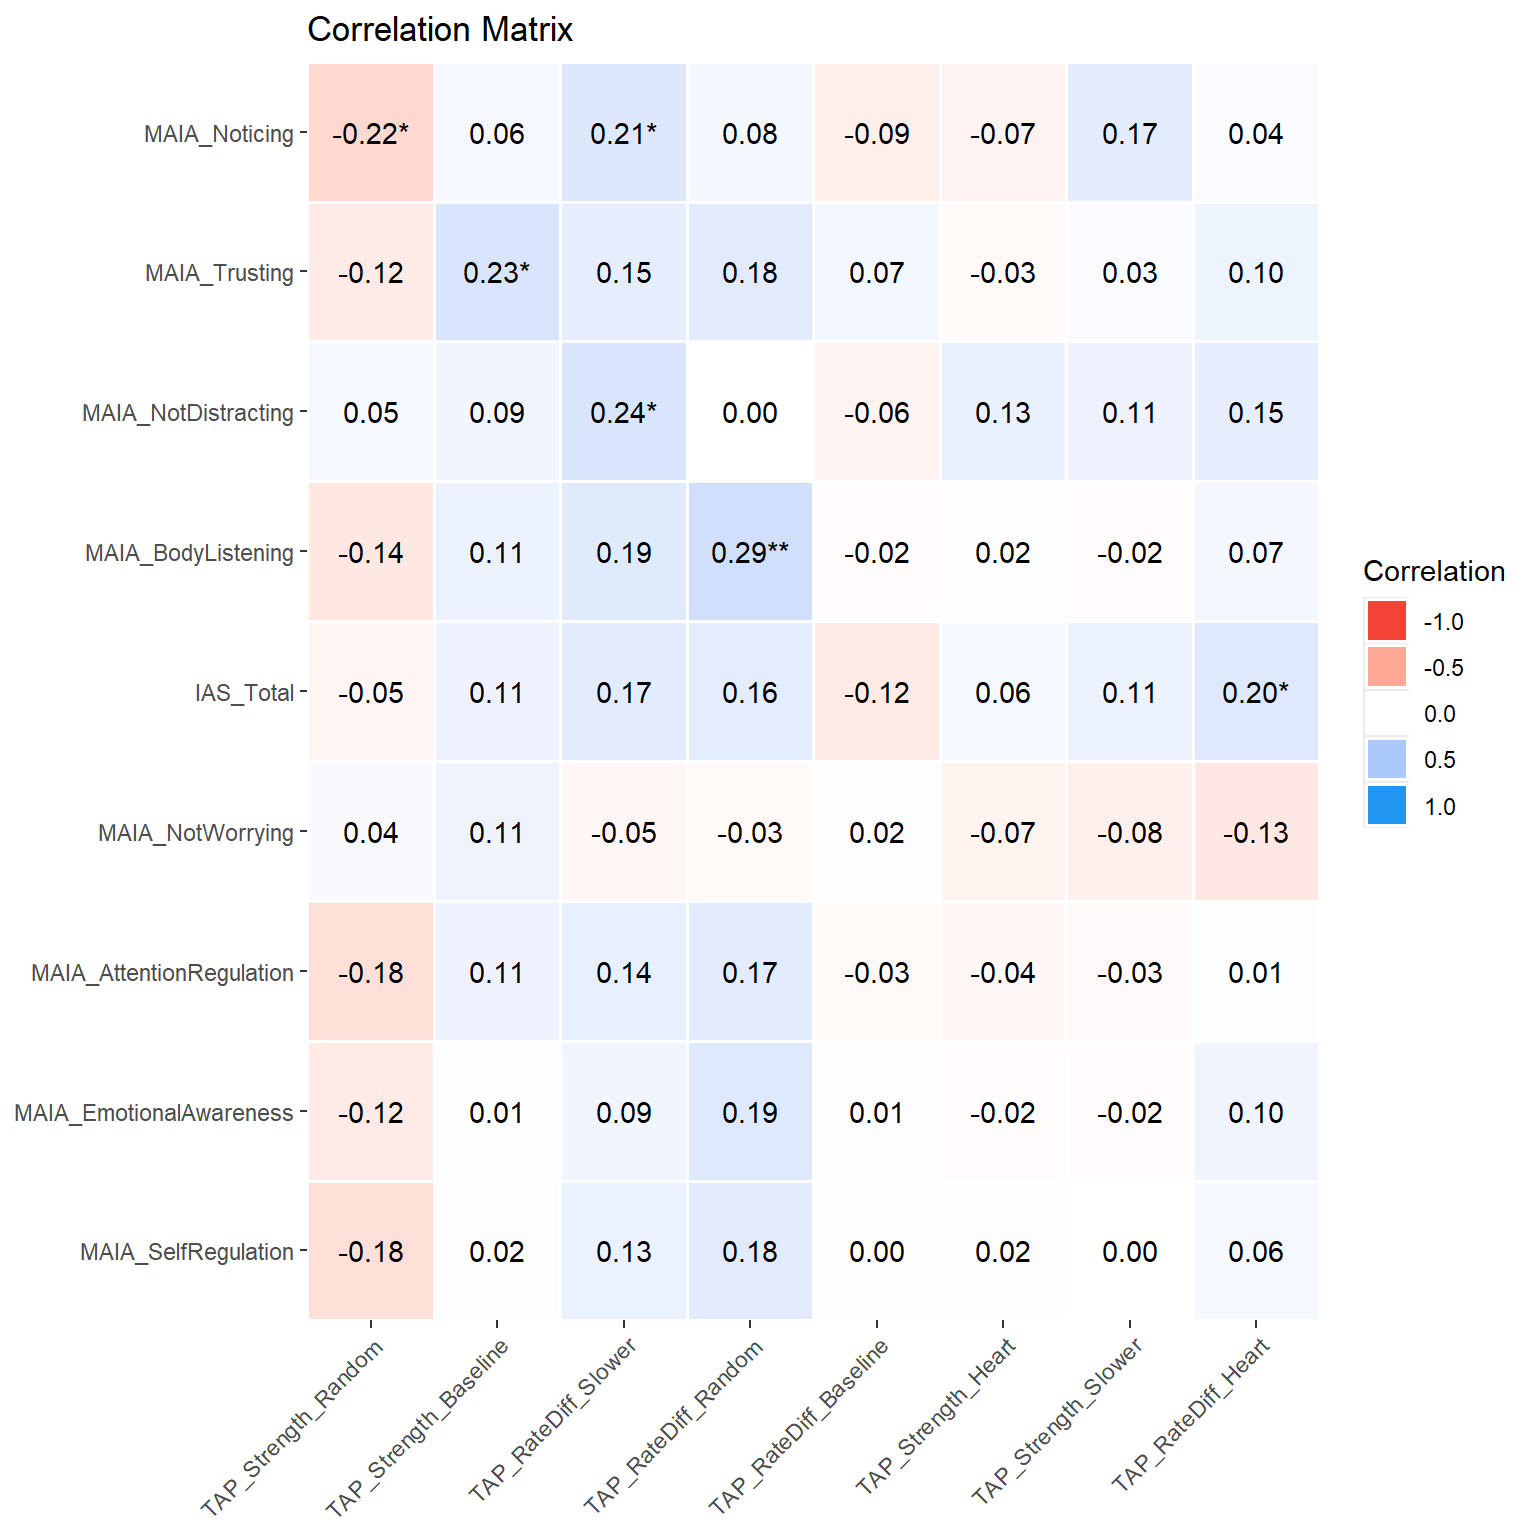 Correlation Matrix
MAIA_Noticing -0.22* 0.06 0.21* 0.08 -0.09 -0.07 0.17 0.04
MAIA_Trusting -0.12 0.23* 0.15 0.18 0.07 -0.03 0.03 0.10
MAIA_NotDistracting 0.05 0.09 0.24* 0.00 -0.06 0.13 0.11 0.15
MAIA_BodyListening -0.14 0.11 0.19 0.29** -0.02 0.02 -0.02 0.07
IAS_Total -0.05 0.11 0.17 0.16 -0.12 0.06 0.11 0.20*
MAIA_NotWorrying 0.04 0.11 -0.05 -0.03 0.02 -0.07 -0.08 -0.13
MAIA_AttentionRegulation -0.18 0.11 0.14 0.17 -0.03 -0.04 -0.03 0.01
MAIA_EmotionalAwareness -0.12 0.01 0.09 0.19 0.01 -0.02 -0.02 0.10
MAIA_SelfRegulation -0.18 0.02 0.13 0.18 0.00 0.02 0.00 0.06
TAP_Strength_Random
TAP_Strength_Baseline
TAP_RateDiff_Slower
TAP_RateDiff_Random
TAP_RateDiff_Baseline
TAP_Strength_Heart
TAP_Strength_Slower
TAP_RateDiff_Heart
Correlation
-1.0
-0.5
0.0
0.5
1.0